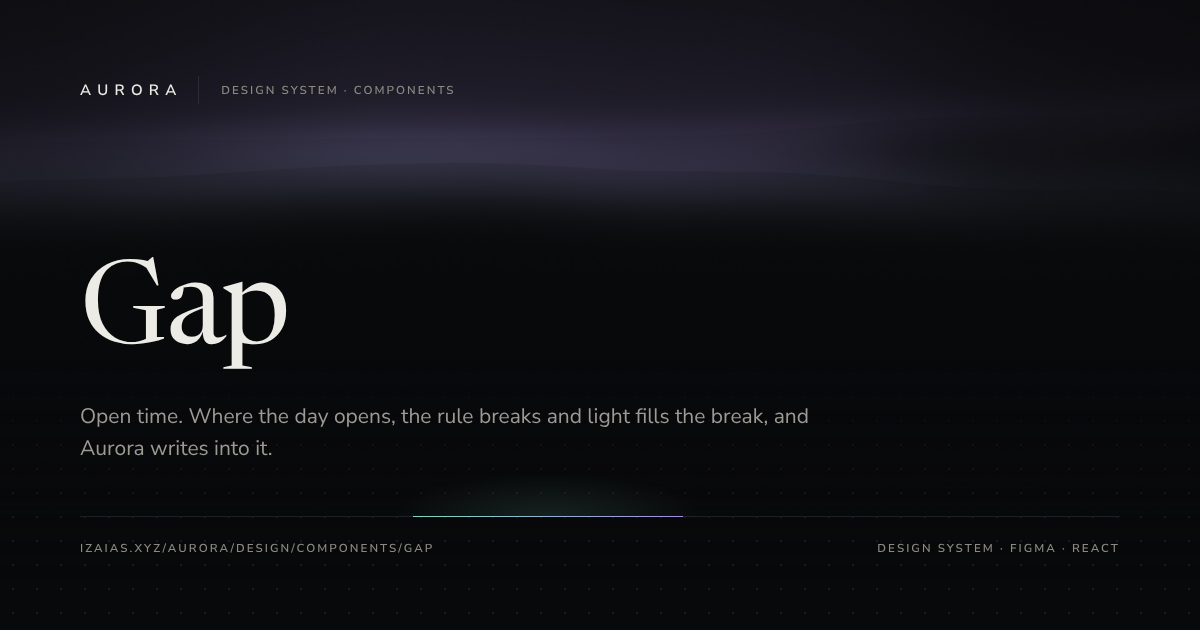 AURORA
DESIGN SYSTEM · COMPONENTS
Gap
Open time. Where the day opens, the rule breaks and light fills the break, and
Aurora writes into it.
IZAIAS.XYZ/AURORA/DESIGN/COMPONENTS/GAP
DESIGN SYSTEM · FIGMA · REACT